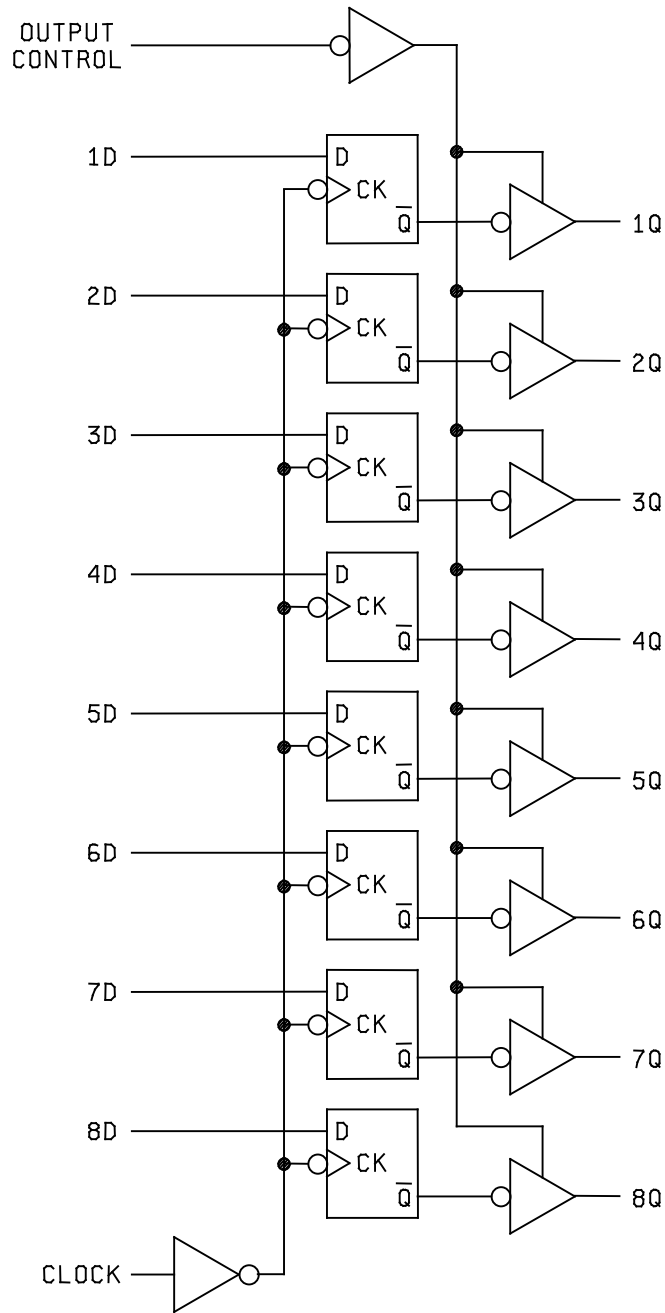 OUTPUT
CONTROL
1D
D
CK
Q̅
1Q
2D
D
CK
Q̅
2Q
3D
D
CK
Q̅
3Q
4D
D
CK
Q̅
4Q
5D
D
CK
Q̅
5Q
6D
D
CK
Q̅
6Q
7D
D
CK
Q̅
7Q
8D
D
CK
Q̅
8Q
CLOCK